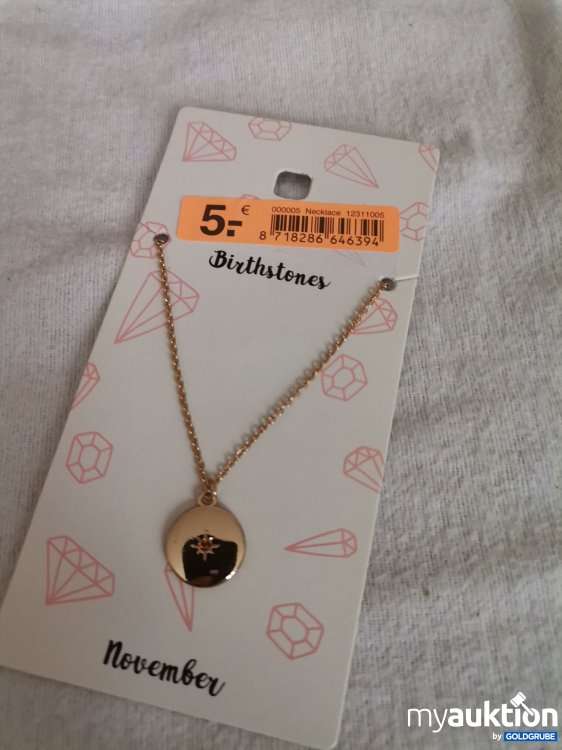 5.- €
000005 Necklace 12311005
8 718286 646394
Birthstones
November
myauktion
by GOLDGRUBE